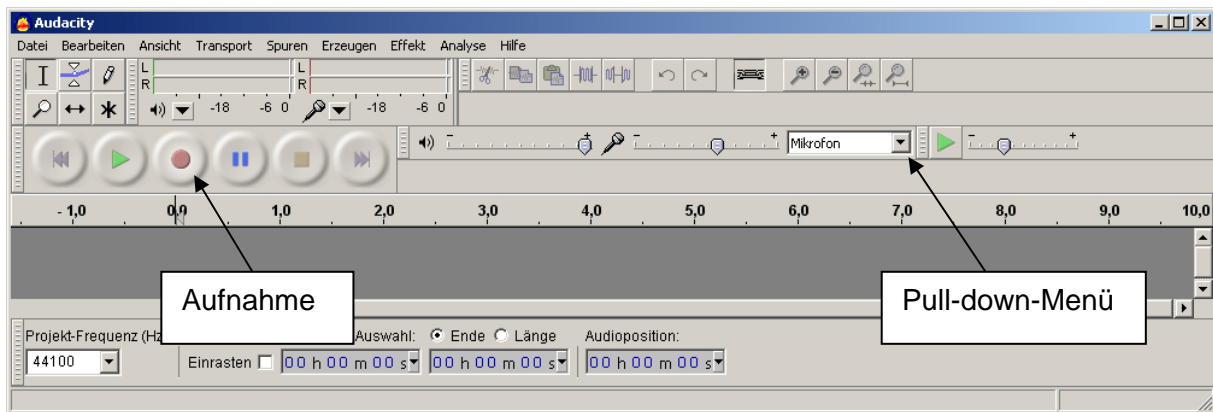 Audacity
Datei Bearbeiten Ansicht Transport Spuren Erzeugen Effekt Analyse Hilfe
L L
R R
-18 -6 0 -18 -6 0
- + - + Mikrofon - +
- 1,0 0,0 1,0 2,0 3,0 4,0 5,0 6,0 7,0 8,0 9,0 10,0
Aufnahme Pull-down-Menü
Projekt-Frequenz (Hz Auswahl: Ende Länge Audioposition:
44100 Einrasten 00 h 00 m 00 s 00 h 00 m 00 s 00 h 00 m 00 s